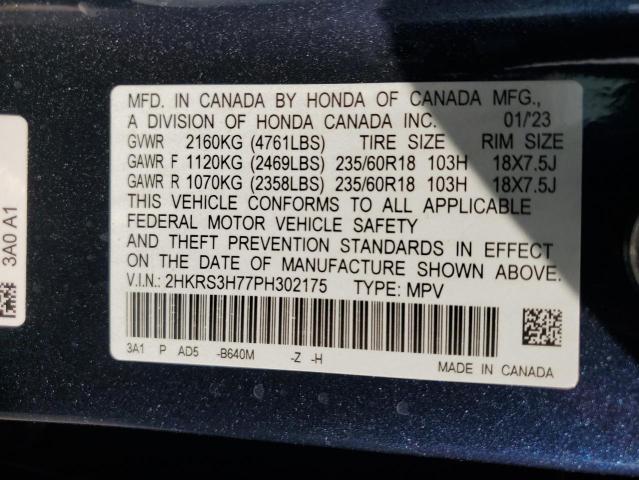 MFD. IN CANADA BY HONDA OF CANADA MFG.,
A DIVISION OF HONDA CANADA INC. 01/'23
GVWR 2160KG (4761LBS) TIRE SIZE RIM SIZE
GAWR F 1120KG (2469LBS) 235/60R18 103H 18X7.5J
GAWR R 1070KG (2358LBS) 235/60R18 103H 18X7.5J
THIS VEHICLE CONFORMS TO ALL APPLICABLE
FEDERAL MOTOR VEHICLE SAFETY
AND THEFT PREVENTION STANDARDS IN EFFECT
ON THE DATE OF MANUFACTURE SHOWN ABOVE.
V.I.N.: 2HKRS3H77PH302175 TYPE: MPV
3A1 P AD5 -B640M -Z -H
MADE IN CANADA
3A0 A1